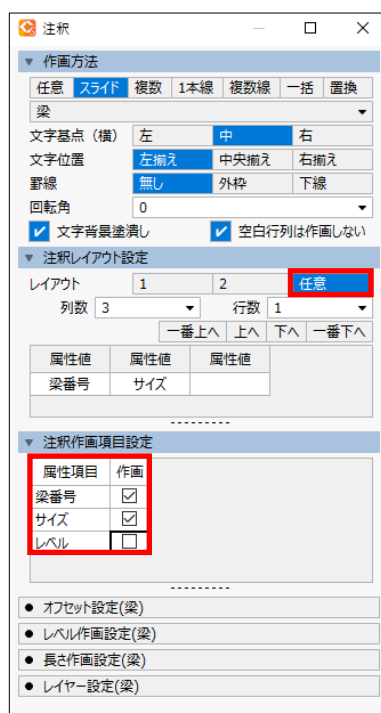 注釈
作画方法
任意 スライド 複数 1本線 複数線 一括 置換
梁
文字基点（横） 左 中 右
文字位置 左揃え 中央揃え 右揃え
罫線 無し 外枠 下線
回転角 0
文字背景塗潰し 空白行列は作画しない
注釈レイアウト設定
レイアウト 1 2 任意
列数 3 行数 1
一番上へ 上へ 下へ 一番下へ
属性値 属性値 属性値
梁番号 サイズ
注釈作画項目設定
属性項目 作画
梁番号
サイズ
レベル
オフセット設定(梁)
レベル作画設定(梁)
長さ作画設定(梁)
レイヤー設定(梁)